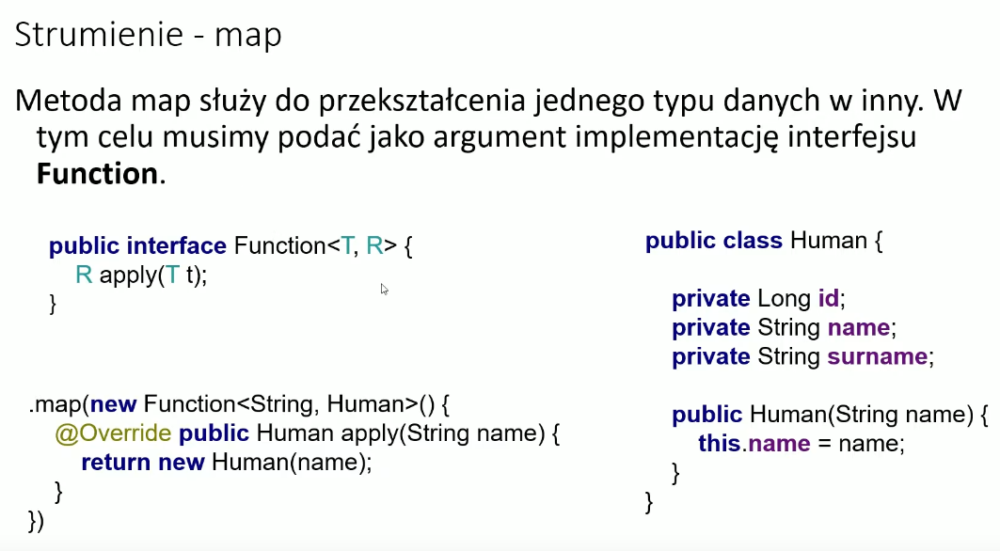 Strumienie - map
Metoda map służy do przekształcenia jednego typu danych w inny. W
tym celu musimy podać jako argument implementację interfejsu
Function.
public interface Function<T, R> {
R apply(T t);
}
.map(new Function<String, Human>() {
@Override public Human apply(String name) {
return new Human(name);
}
})
public class Human {
private Long id;
private String name;
private String surname;
public Human(String name) {
this.name = name;
}
}